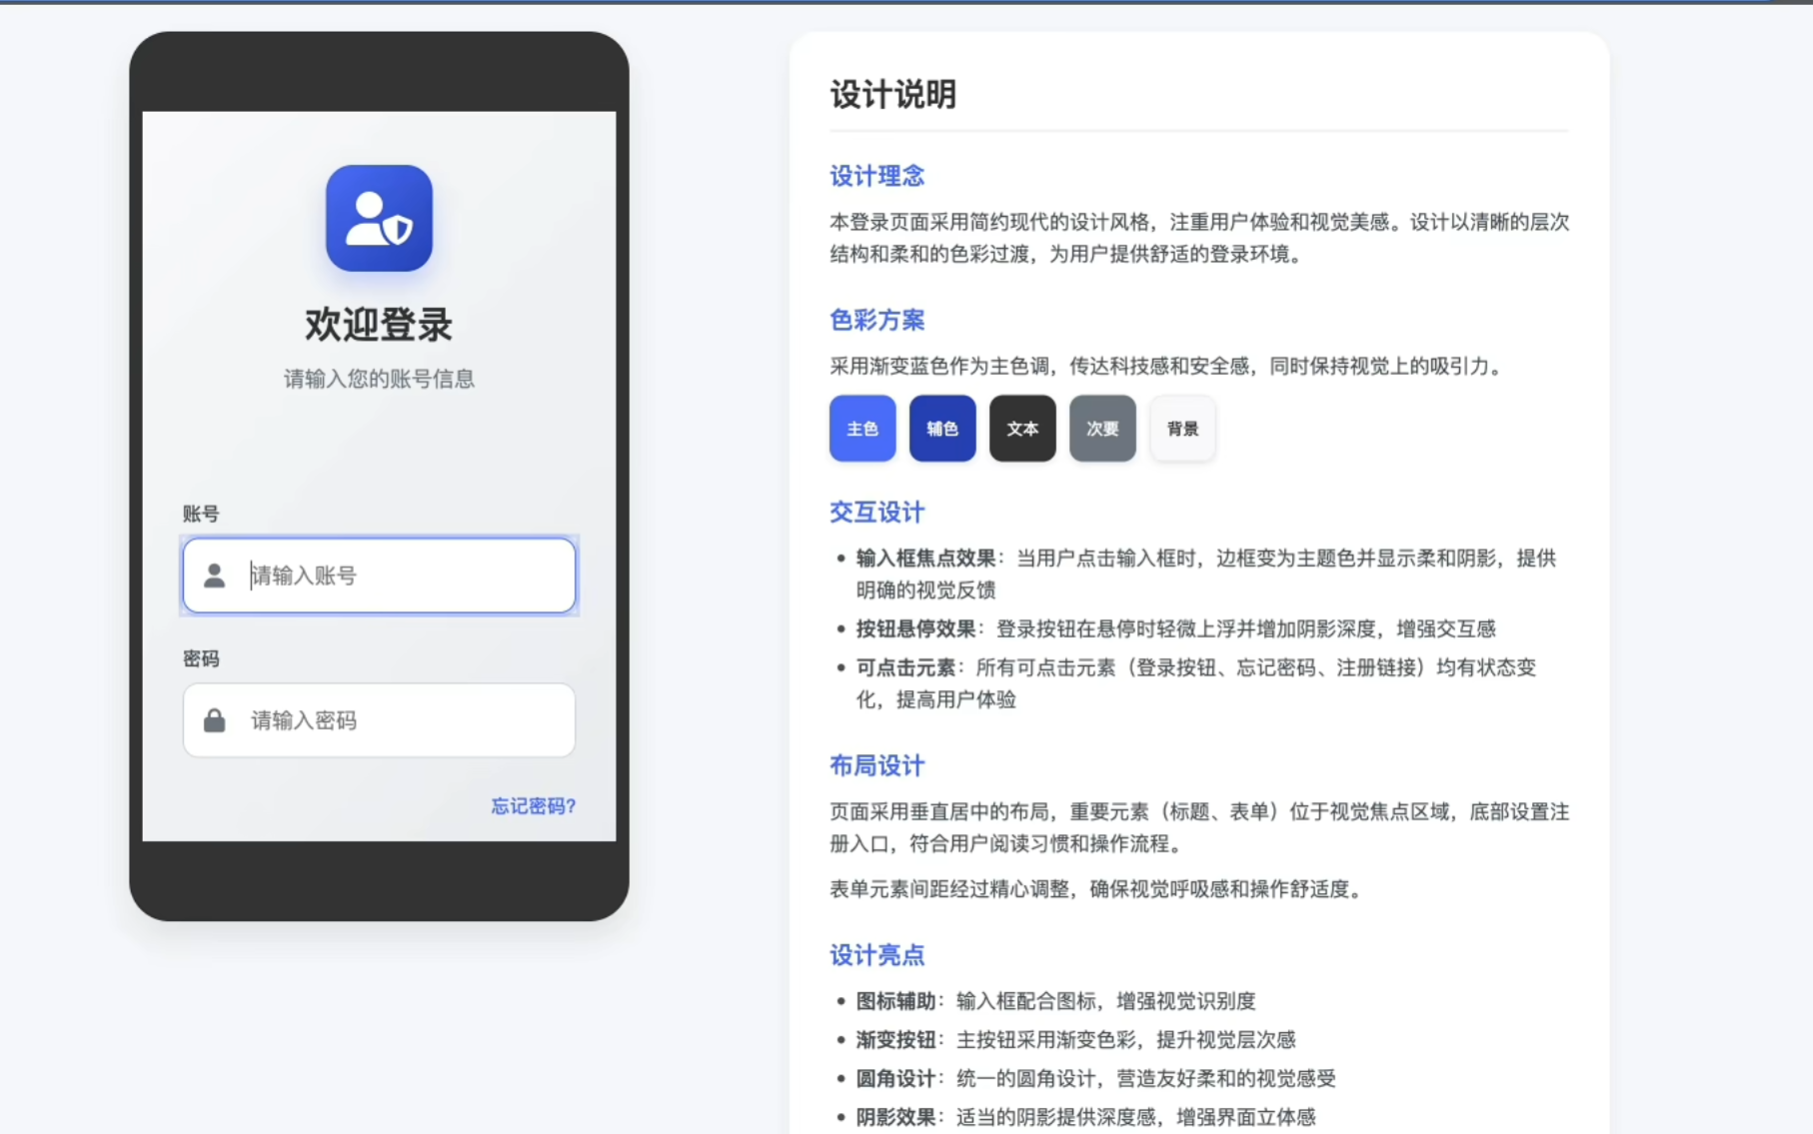 欢迎登录
请输入您的账号信息
账号
请输入账号
密码
请输入密码
忘记密码?
设计说明
设计理念
本登录页面采用简约现代的设计风格，注重用户体验和视觉美感。设计以清晰的层次
结构和柔和的色彩过渡，为用户提供舒适的登录环境。
色彩方案
采用渐变蓝色作为主色调，传达科技感和安全感，同时保持视觉上的吸引力。
主色 辅色 文本 次要 背景
交互设计
• 输入框焦点效果：当用户点击输入框时，边框变为主题色并显示柔和阴影，提供
明确的视觉反馈
• 按钮悬停效果：登录按钮在悬停时轻微上浮并增加阴影深度，增强交互感
• 可点击元素：所有可点击元素（登录按钮、忘记密码、注册链接）均有状态变
化，提高用户体验
布局设计
页面采用垂直居中的布局，重要元素（标题、表单）位于视觉焦点区域，底部设置注
册入口，符合用户阅读习惯和操作流程。
表单元素间距经过精心调整，确保视觉呼吸感和操作舒适度。
设计亮点
• 图标辅助：输入框配合图标，增强视觉识别度
• 渐变按钮：主按钮采用渐变色彩，提升视觉层次感
• 圆角设计：统一的圆角设计，营造友好柔和的视觉感受
• 阴影效果：适当的阴影提供深度感，增强界面立体感